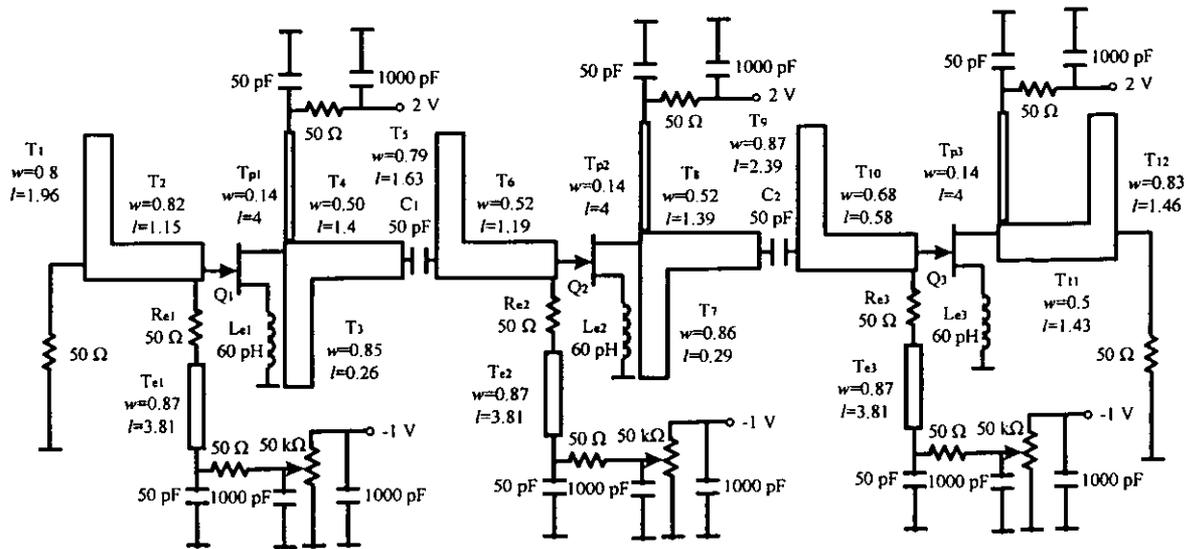 50 pF
1000 pF
2 V
50 Ω
T1
w=0.8
l=1.96
T2
w=0.82
l=1.15
Tp1
w=0.14
l=4
T4
w=0.50
l=1.4
T5
w=0.79
l=1.63
C1
50 pF
Q1
Re1
50 Ω
Le1
60 pH
T3
w=0.85
l=0.26
50 Ω
Te1
w=0.87
l=3.81
50 Ω
50 kΩ
-1 V
50 pF
1000 pF
1000 pF
50 pF
1000 pF
2 V
50 Ω
T6
w=0.52
l=1.19
Tp2
w=0.14
l=4
T8
w=0.52
l=1.39
T9
w=0.87
l=2.39
C2
50 pF
Q2
Re2
50 Ω
Le2
60 pH
T7
w=0.86
l=0.29
Te2
w=0.87
l=3.81
50 Ω
50 kΩ
-1 V
50 pF
1000 pF
1000 pF
50 pF
1000 pF
2 V
50 Ω
T10
w=0.68
l=0.58
Tp3
w=0.14
l=4
T12
w=0.83
l=1.46
Q3
Re3
50 Ω
Le3
60 pH
T11
w=0.5
l=1.43
50 Ω
Te3
w=0.87
l=3.81
50 Ω
50 kΩ
-1 V
50 pF
1000 pF
1000 pF